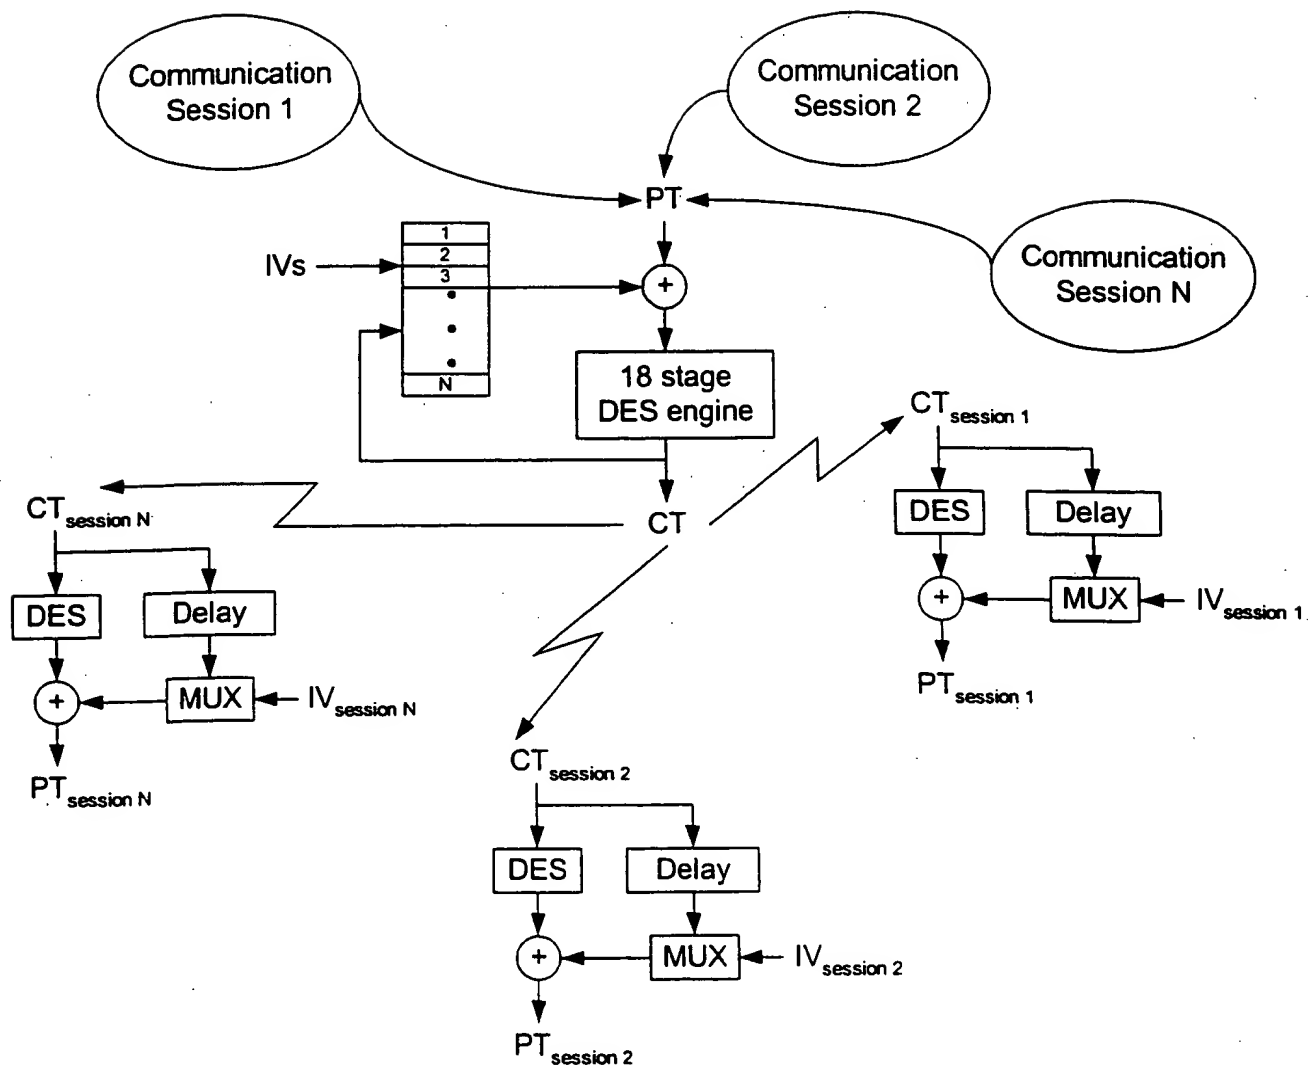 Communication
Session 1
Communication
Session 2
PT
Communication
Session N
IVs
1
2
3
N
+
18 stage
DES engine
CT
CT session 1
DES
Delay
+
MUX
IV session 1
PT session 1
CT session N
DES
Delay
+
MUX
IV session N
PT session N
CT session 2
DES
Delay
+
MUX
IV session 2
PT session 2